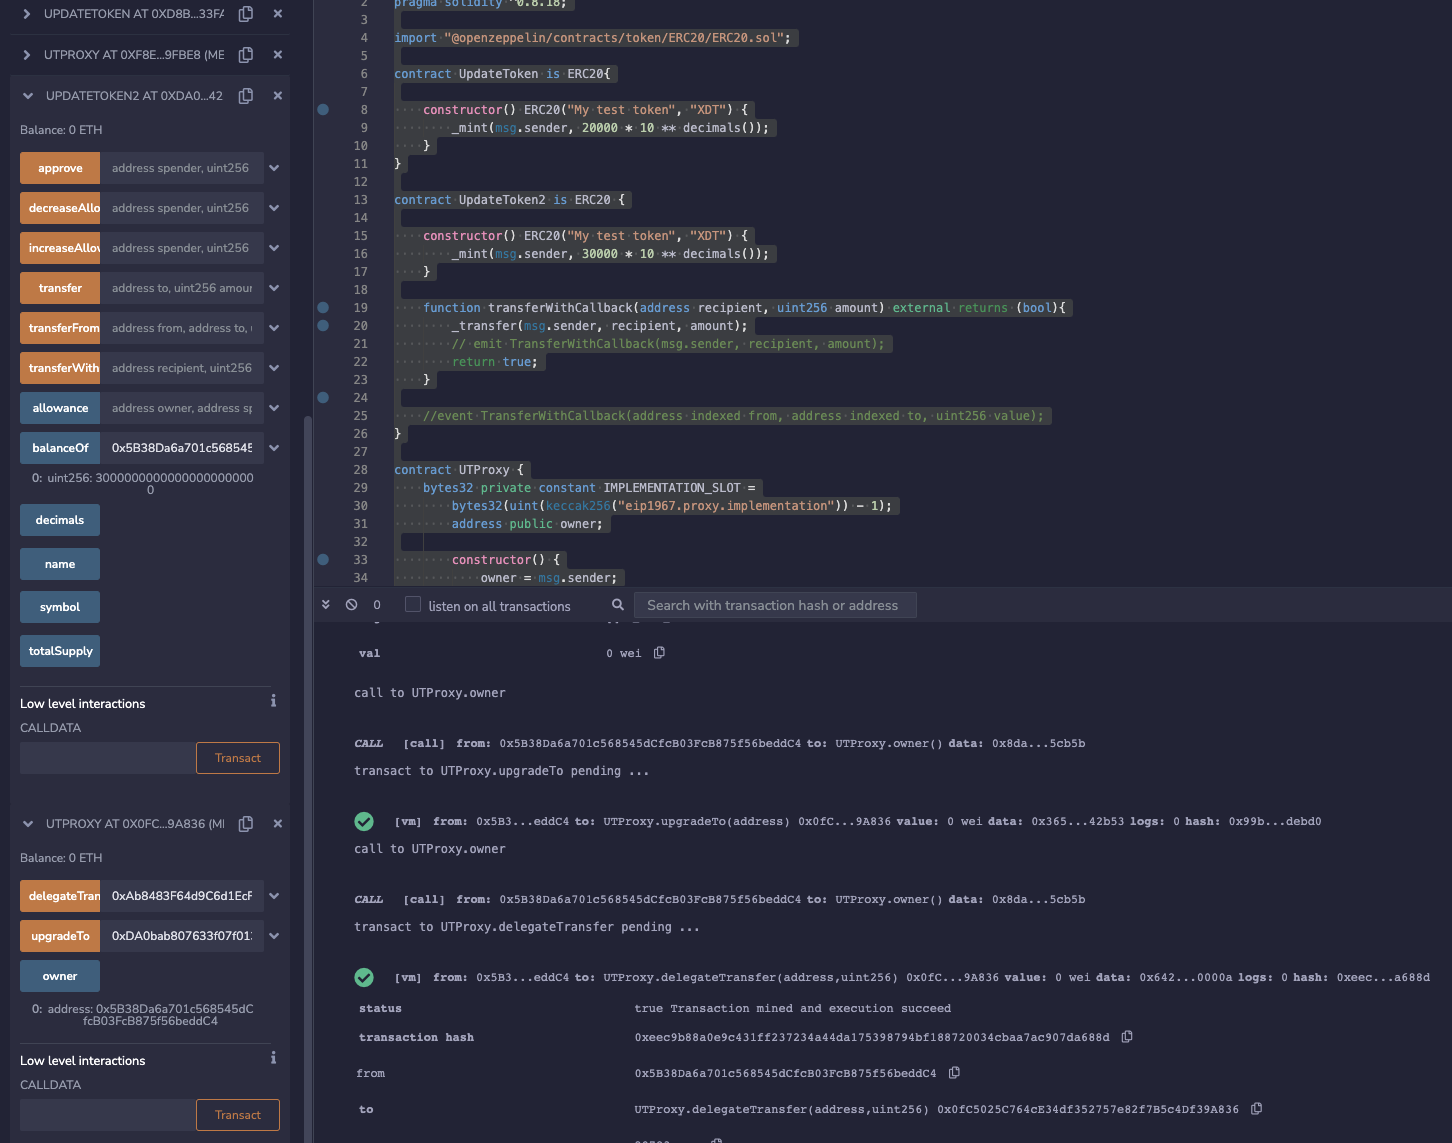 UPDATETOKEN AT 0XD8B...33FA
UTPROXY AT 0XF8E...9FBE8 (ME
UPDATETOKEN2 AT 0XDA0...42
Balance: 0 ETH
approve address spender, uint256
decreaseAllo address spender, uint256
increaseAllov address spender, uint256
transfer address to, uint256 amour
transferFrom address from, address to,
transferWith address recipient, uint256
allowance address owner, address sp
balanceOf 0x5B38Da6a701c568545
0: uint256: 3000000000000000000000
0
decimals
name
symbol
totalSupply
Low level interactions
CALLDATA
Transact
UTPROXY AT 0X0FC...9A836 (MI
Balance: 0 ETH
delegateTran 0xAb8483F64d9C6d1EcF
upgradeTo 0xDA0bab807633f07f01
owner
0: address: 0x5B38Da6a701c568545dC
fcB03FcB875f56beddC4
Low level interactions
CALLDATA
Transact
2 pragma solidity ^0.8.18;
3
4 import "@openzeppelin/contracts/token/ERC20/ERC20.sol";
5
6 contract UpdateToken is ERC20{
7
8 constructor() ERC20("My test token", "XDT") {
9 _mint(msg.sender, 20000 * 10 ** decimals());
10 }
11 }
12
13 contract UpdateToken2 is ERC20 {
14
15 constructor() ERC20("My test token", "XDT") {
16 _mint(msg.sender, 30000 * 10 ** decimals());
17 }
18
19 function transferWithCallback(address recipient, uint256 amount) external returns (bool){
20 _transfer(msg.sender, recipient, amount);
21 // emit TransferWithCallback(msg.sender, recipient, amount);
22 return true;
23 }
24
25 //event TransferWithCallback(address indexed from, address indexed to, uint256 value);
26 }
27
28 contract UTProxy {
29 bytes32 private constant IMPLEMENTATION_SLOT =
30 bytes32(uint(keccak256("eip1967.proxy.implementation")) - 1);
31 address public owner;
32
33 constructor() {
34 owner = msg.sender;
0 listen on all transactions Search with transaction hash or address
val 0 wei
call to UTProxy.owner
CALL [call] from: 0x5B38Da6a701c568545dCfcB03FcB875f56beddC4 to: UTProxy.owner() data: 0x8da...5cb5b
transact to UTProxy.upgradeTo pending ...
[vm] from: 0x5B3...eddC4 to: UTProxy.upgradeTo(address) 0x0fC...9A836 value: 0 wei data: 0x365...42b53 logs: 0 hash: 0x99b...debd0
call to UTProxy.owner
CALL [call] from: 0x5B38Da6a701c568545dCfcB03FcB875f56beddC4 to: UTProxy.owner() data: 0x8da...5cb5b
transact to UTProxy.delegateTransfer pending ...
[vm] from: 0x5B3...eddC4 to: UTProxy.delegateTransfer(address,uint256) 0x0fC...9A836 value: 0 wei data: 0x642...0000a logs: 0 hash: 0xeec...a688d
status true Transaction mined and execution succeed
transaction hash 0xeec9b88a0e9c431ff237234a44da175398794bf188720034cbaa7ac907da688d
from 0x5B38Da6a701c568545dCfcB03FcB875f56beddC4
to UTProxy.delegateTransfer(address,uint256) 0x0fC5025C764cE34df352757e82f7B5c4Df39A836